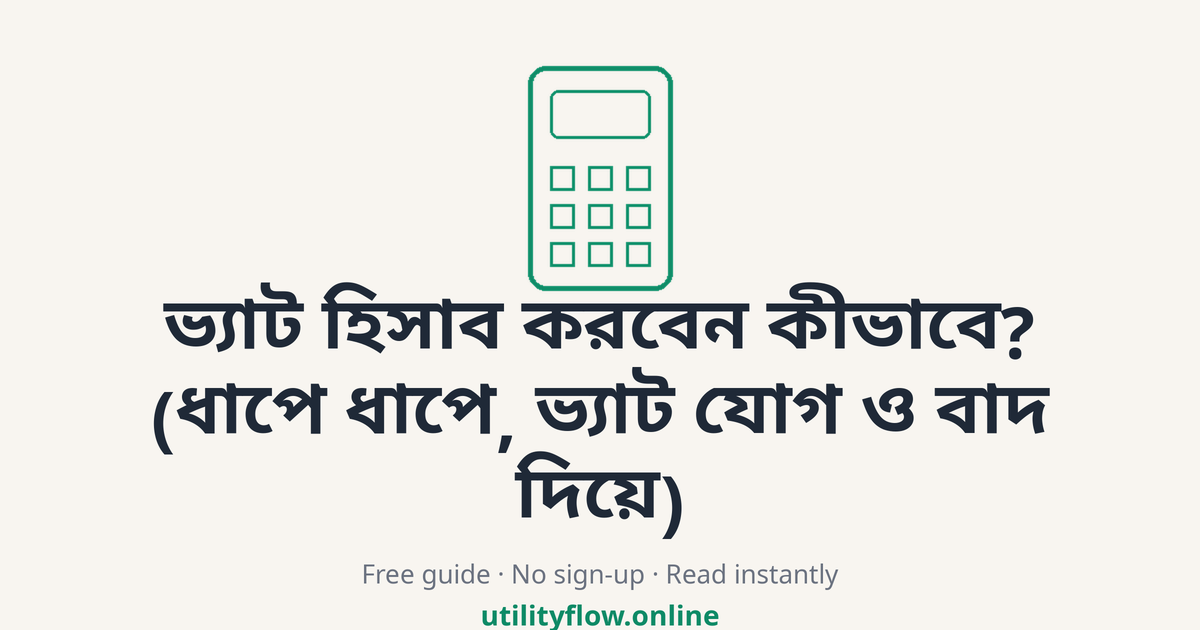 ভ্যাট হিসাব করবেন কীভাবে?
(ধাপে ধাপে, ভ্যাট যোগ ও বাদ
দিয়ে)
Free guide · No sign-up · Read instantly
utilityflow.online